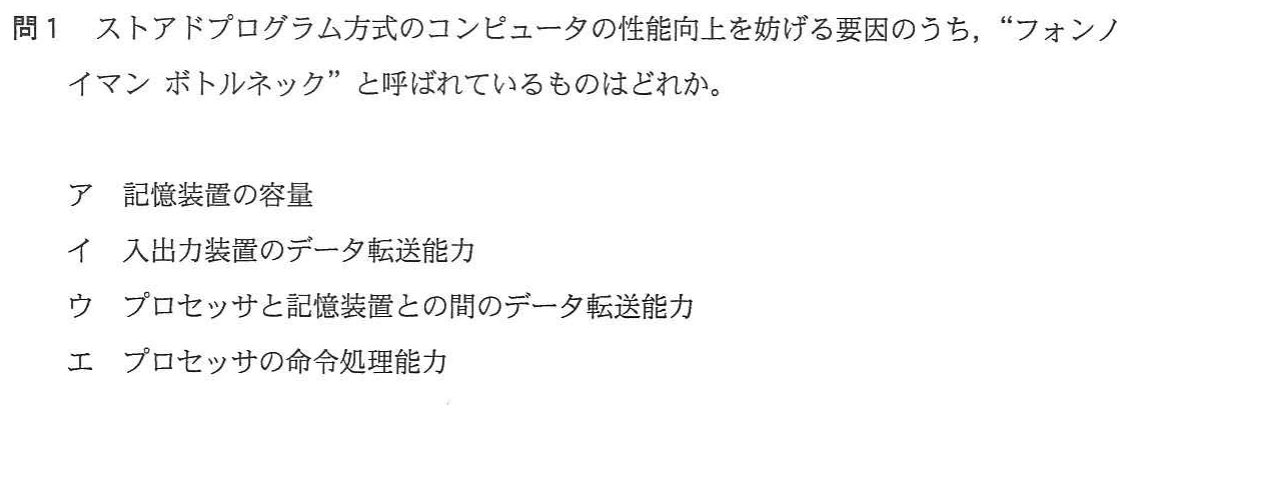 問1　ストアドプログラム方式のコンピュータの性能向上を妨げる要因のうち，“フォンノ
イマン ボトルネック”と呼ばれているものはどれか。
ア　記憶装置の容量
イ　入出力装置のデータ転送能力
ウ　プロセッサと記憶装置との間のデータ転送能力
エ　プロセッサの命令処理能力